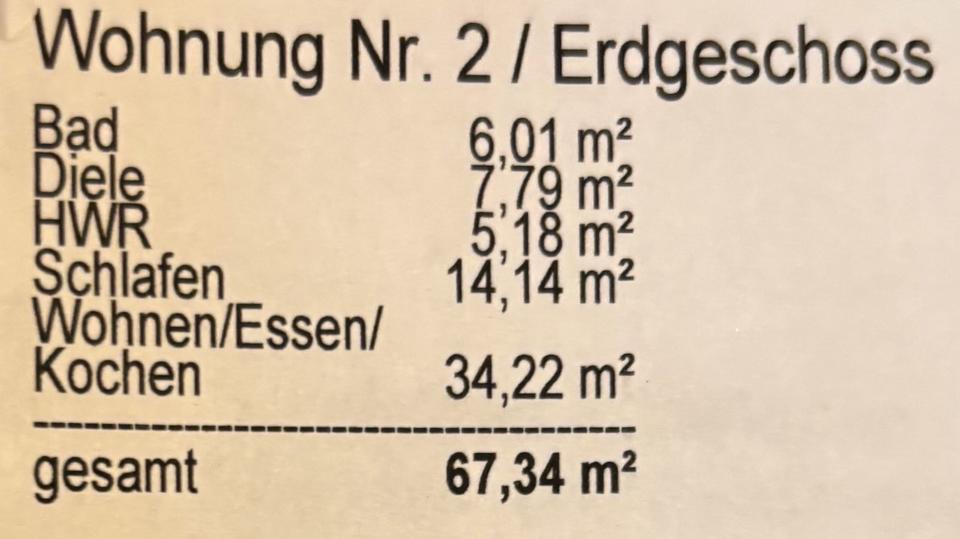 Wohnung Nr. 2 / Erdgeschoss
Bad 6,01 m²
Diele 7,79 m²
HWR 5,18 m²
Schlafen 14,14 m²
Wohnen/Essen/
Kochen 34,22 m²
---------------------------------------------
gesamt 67,34 m²